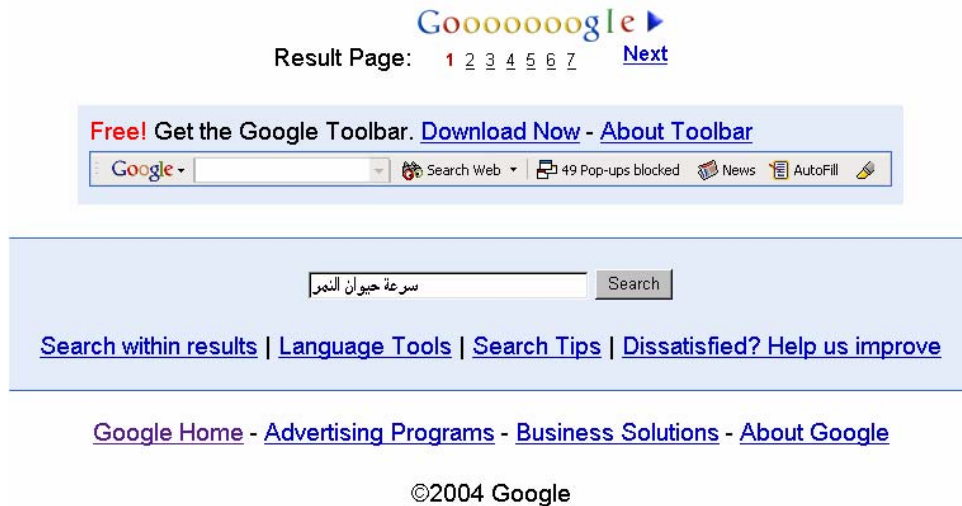 Gooooooogle
Result Page: 1 2 3 4 5 6 7 Next
Free! Get the Google Toolbar. Download Now - About Toolbar
Google Search Web 49 Pop-ups blocked News AutoFill
سرعة حيوان النمر Search
Search within results | Language Tools | Search Tips | Dissatisfied? Help us improve
Google Home - Advertising Programs - Business Solutions - About Google
©2004 Google